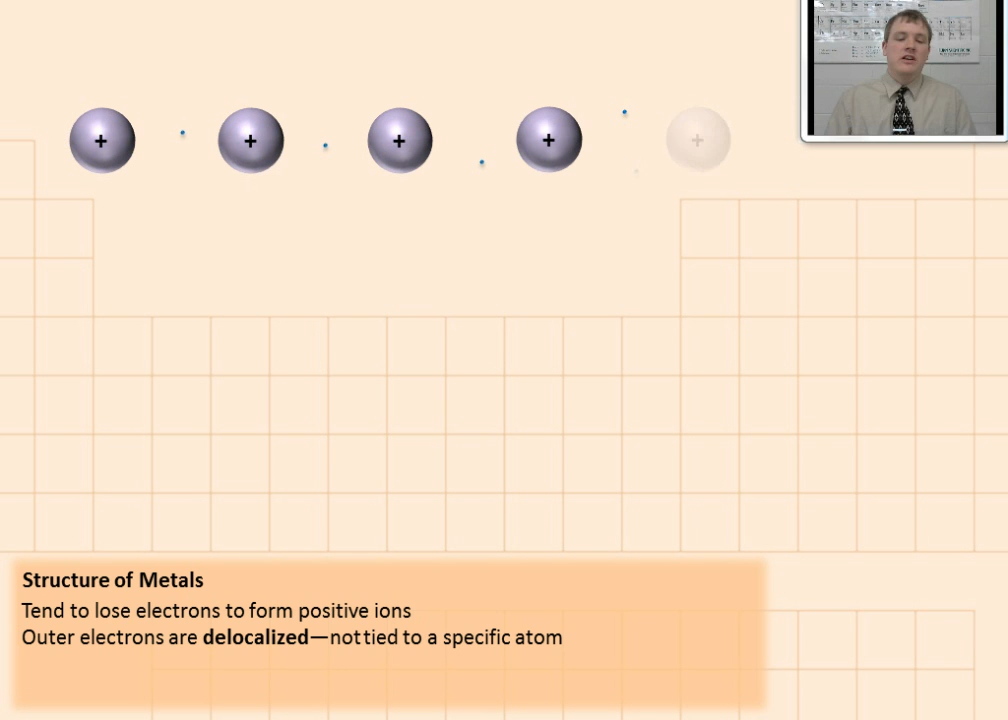 + + + + +
Structure of Metals
Tend to lose electrons to form positive ions
Outer electrons are delocalized—not tied to a specific atom